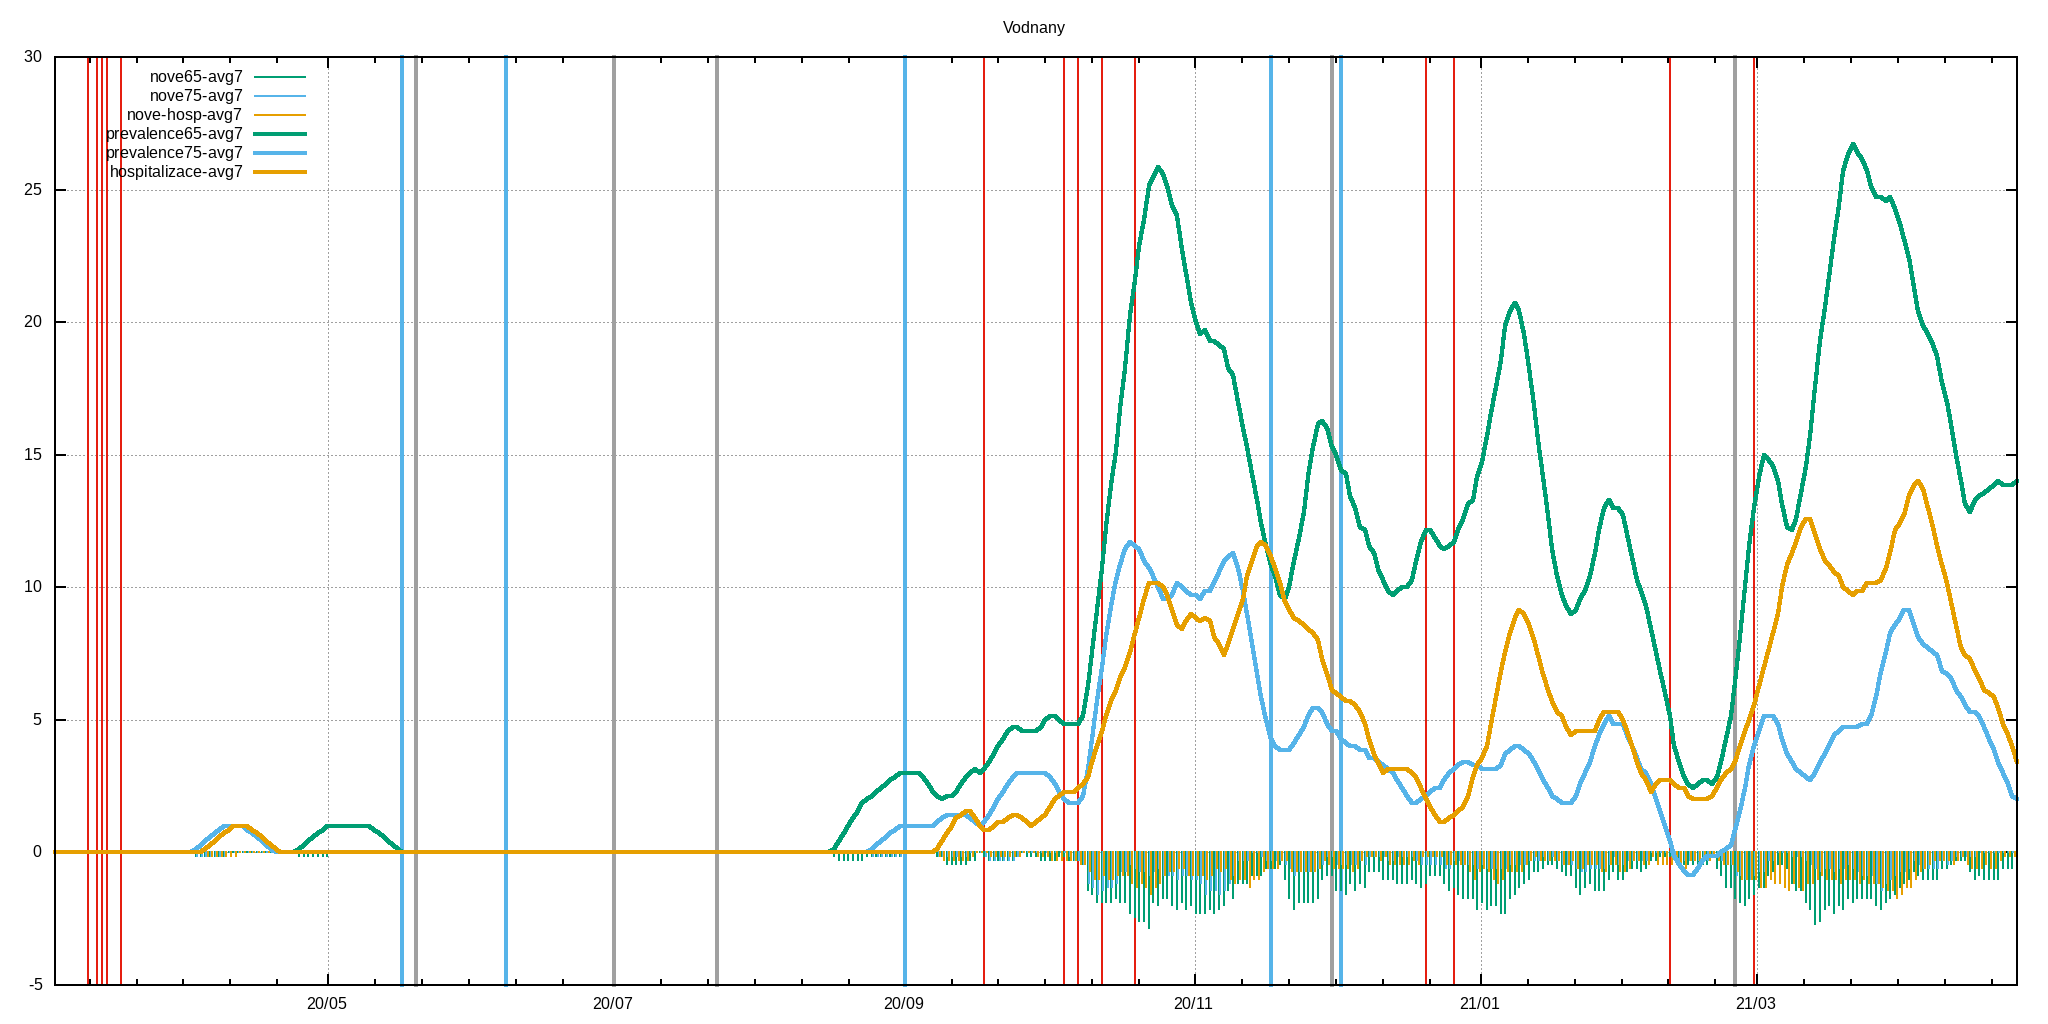 Vodnany
30
nove65-avg7
nove75-avg7
nove-hosp-avg7
prevalence65-avg7
prevalence75-avg7
hospitalizace-avg7
25
20
15
10
5
0
-5
20/05 20/07 20/09 20/11 21/01 21/03